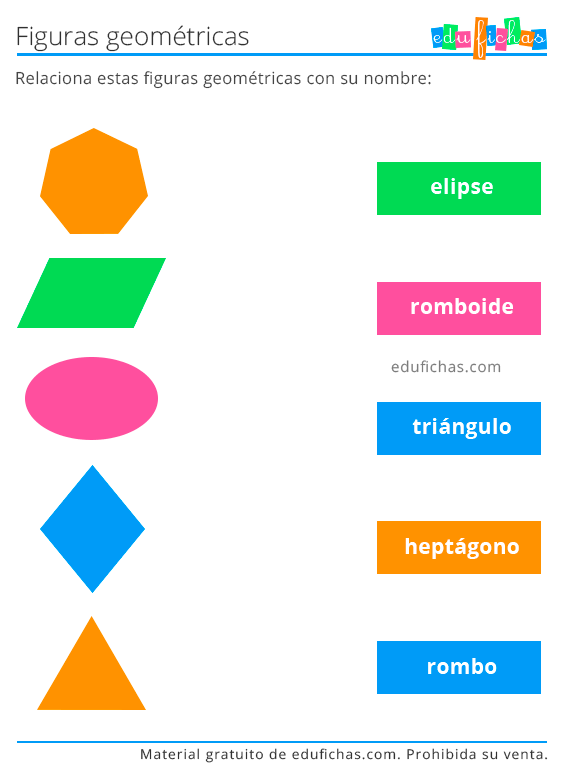 Figuras geométricas
edufichas
Relaciona estas figuras geométricas con su nombre:
elipse
romboide
edufichas.com
triángulo
heptágono
rombo
Material gratuito de edufichas.com. Prohibida su venta.